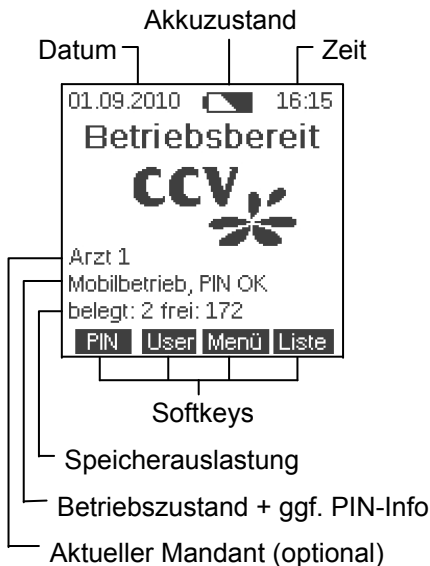 Akkuzustand
Datum Zeit
01.09.2010 16:15
Betriebsbereit
CCV
Arzt 1
Mobilbetrieb, PIN OK
belegt: 2 frei: 172
PIN User Menü Liste
Softkeys
Speicherauslastung
Betriebszustand + ggf. PIN-Info
Aktueller Mandant (optional)